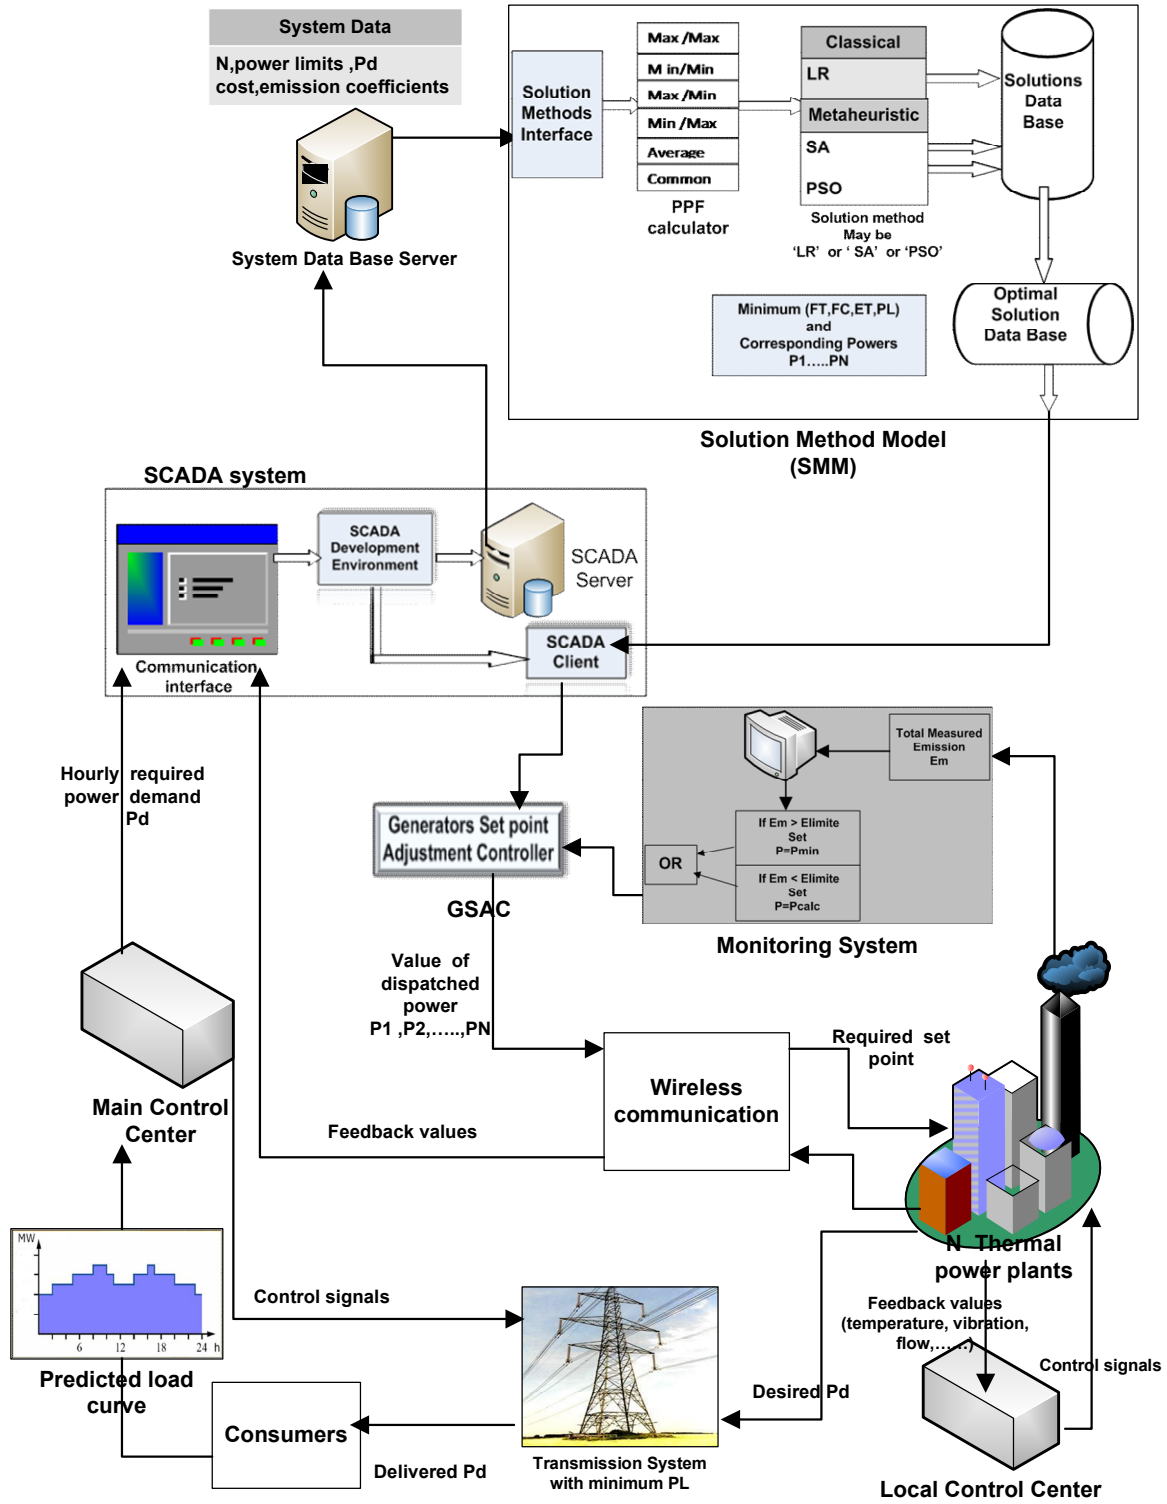 System Data
N,power limits ,Pd
cost,emission coefficients
System Data Base Server
Solution
Methods
Interface
Max /Max
M in/Min
Max /Min
Min /Max
Average
Common
PPF
calculator
Classical
LR
Metaheuristic
SA
PSO
Solution method
May be
‘LR’ or ‘ SA’ or ‘PSO’
Solutions
Data
Base
Minimum (FT,FC,ET,PL)
and
Corresponding Powers
P1…..PN
Optimal
Solution
Data Base
Solution Method Model
(SMM)
SCADA system
SCADA
Development
Environment
SCADA
Server
SCADA
Client
Communication
interface
Hourly required
power demand
Pd
Generators Set point
Adjustment Controller
GSAC
Total Measured
Emission
Em
If Em > Elimite
Set
P=Pmin
OR
If Em < Elimite
Set
P=Pcalc
Monitoring System
Value of
dispatched
power
P1 ,P2,…..,PN
Wireless
communication
Required set
point
Main Control
Center
Feedback values
N Thermal
power plants
MW
6
12
18
24
h
Predicted load
curve
Control signals
Consumers
Delivered Pd
Transmission System
with minimum PL
Desired Pd
Feedback values
(temperature, vibration,
flow,…..)
Control signals
Local Control Center